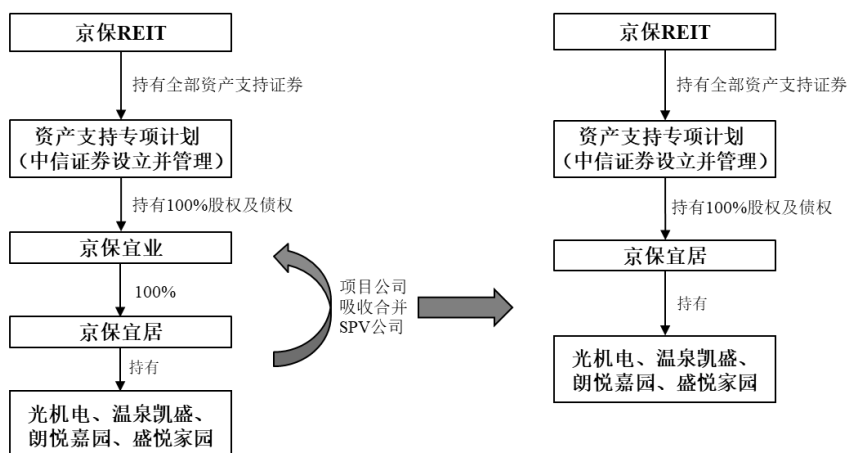 京保REIT
持有全部资产支持证券
资产支持专项计划
（中信证券设立并管理）
持有100%股权及债权
京保宜业
100%
京保宜居
持有
光机电、温泉凯盛、
朗悦嘉园、盛悦家园
项目公司
吸收合并
SPV公司
京保REIT
持有全部资产支持证券
资产支持专项计划
（中信证券设立并管理）
持有100%股权及债权
京保宜居
持有
光机电、温泉凯盛、
朗悦嘉园、盛悦家园